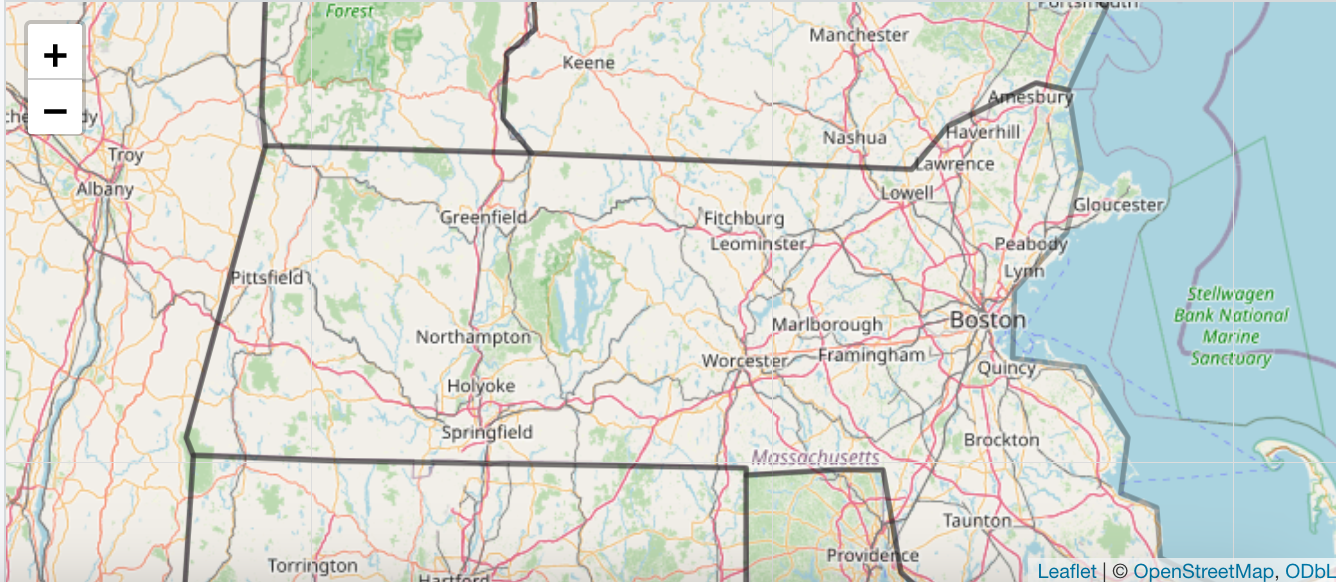 +
−
Forest
Portsmouth
Manchester
Keene
Amesbury
Haverhill
Nashua
Troy
Lawrence
Albany
Lowell
Gloucester
Greenfield
Fitchburg
Leominster
Peabody
Lynn
Pittsfield
Stellwagen
Bank National
Marine
Sanctuary
Boston
Marlborough
Northampton
Framingham
Worcester
Quincy
Holyoke
Springfield
Brockton
Massachusetts
Taunton
Providence
Torrington
Hartford
Leaflet | © OpenStreetMap, ODbL